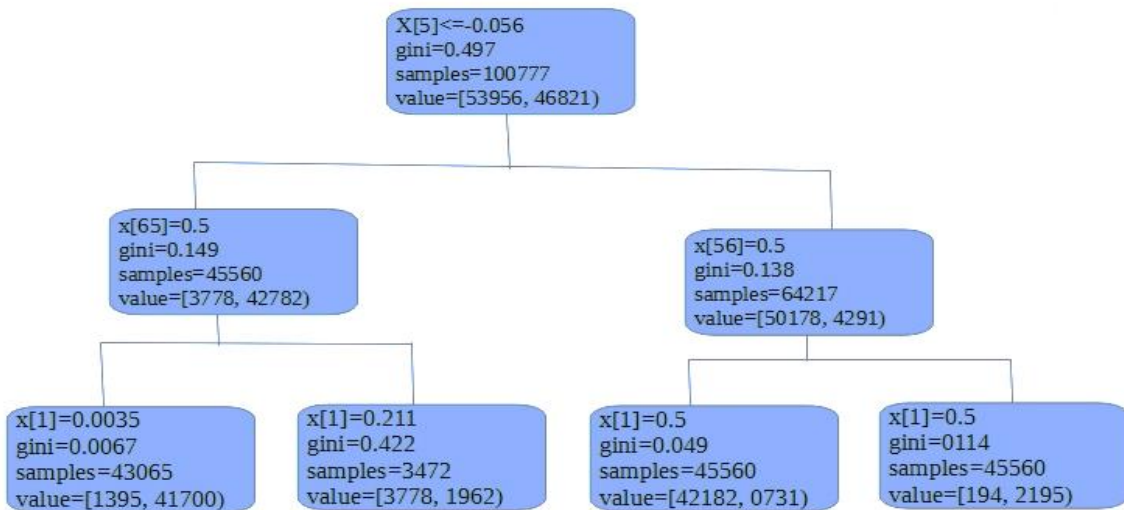 X[5]<=-0.056
gini=0.497
samples=100777
value=[53956, 46821)
x[65]=0.5
gini=0.149
samples=45560
value=[3778, 42782)
x[56]=0.5
gini=0.138
samples=64217
value=[50178, 4291)
x[1]=0.0035
gini=0.0067
samples=43065
value=[1395, 41700)
x[1]=0.211
gini=0.422
samples=3472
value=[3778, 1962)
x[1]=0.5
gini=0.049
samples=45560
value=[42182, 0731)
x[1]=0.5
gini=0114
samples=45560
value=[194, 2195)